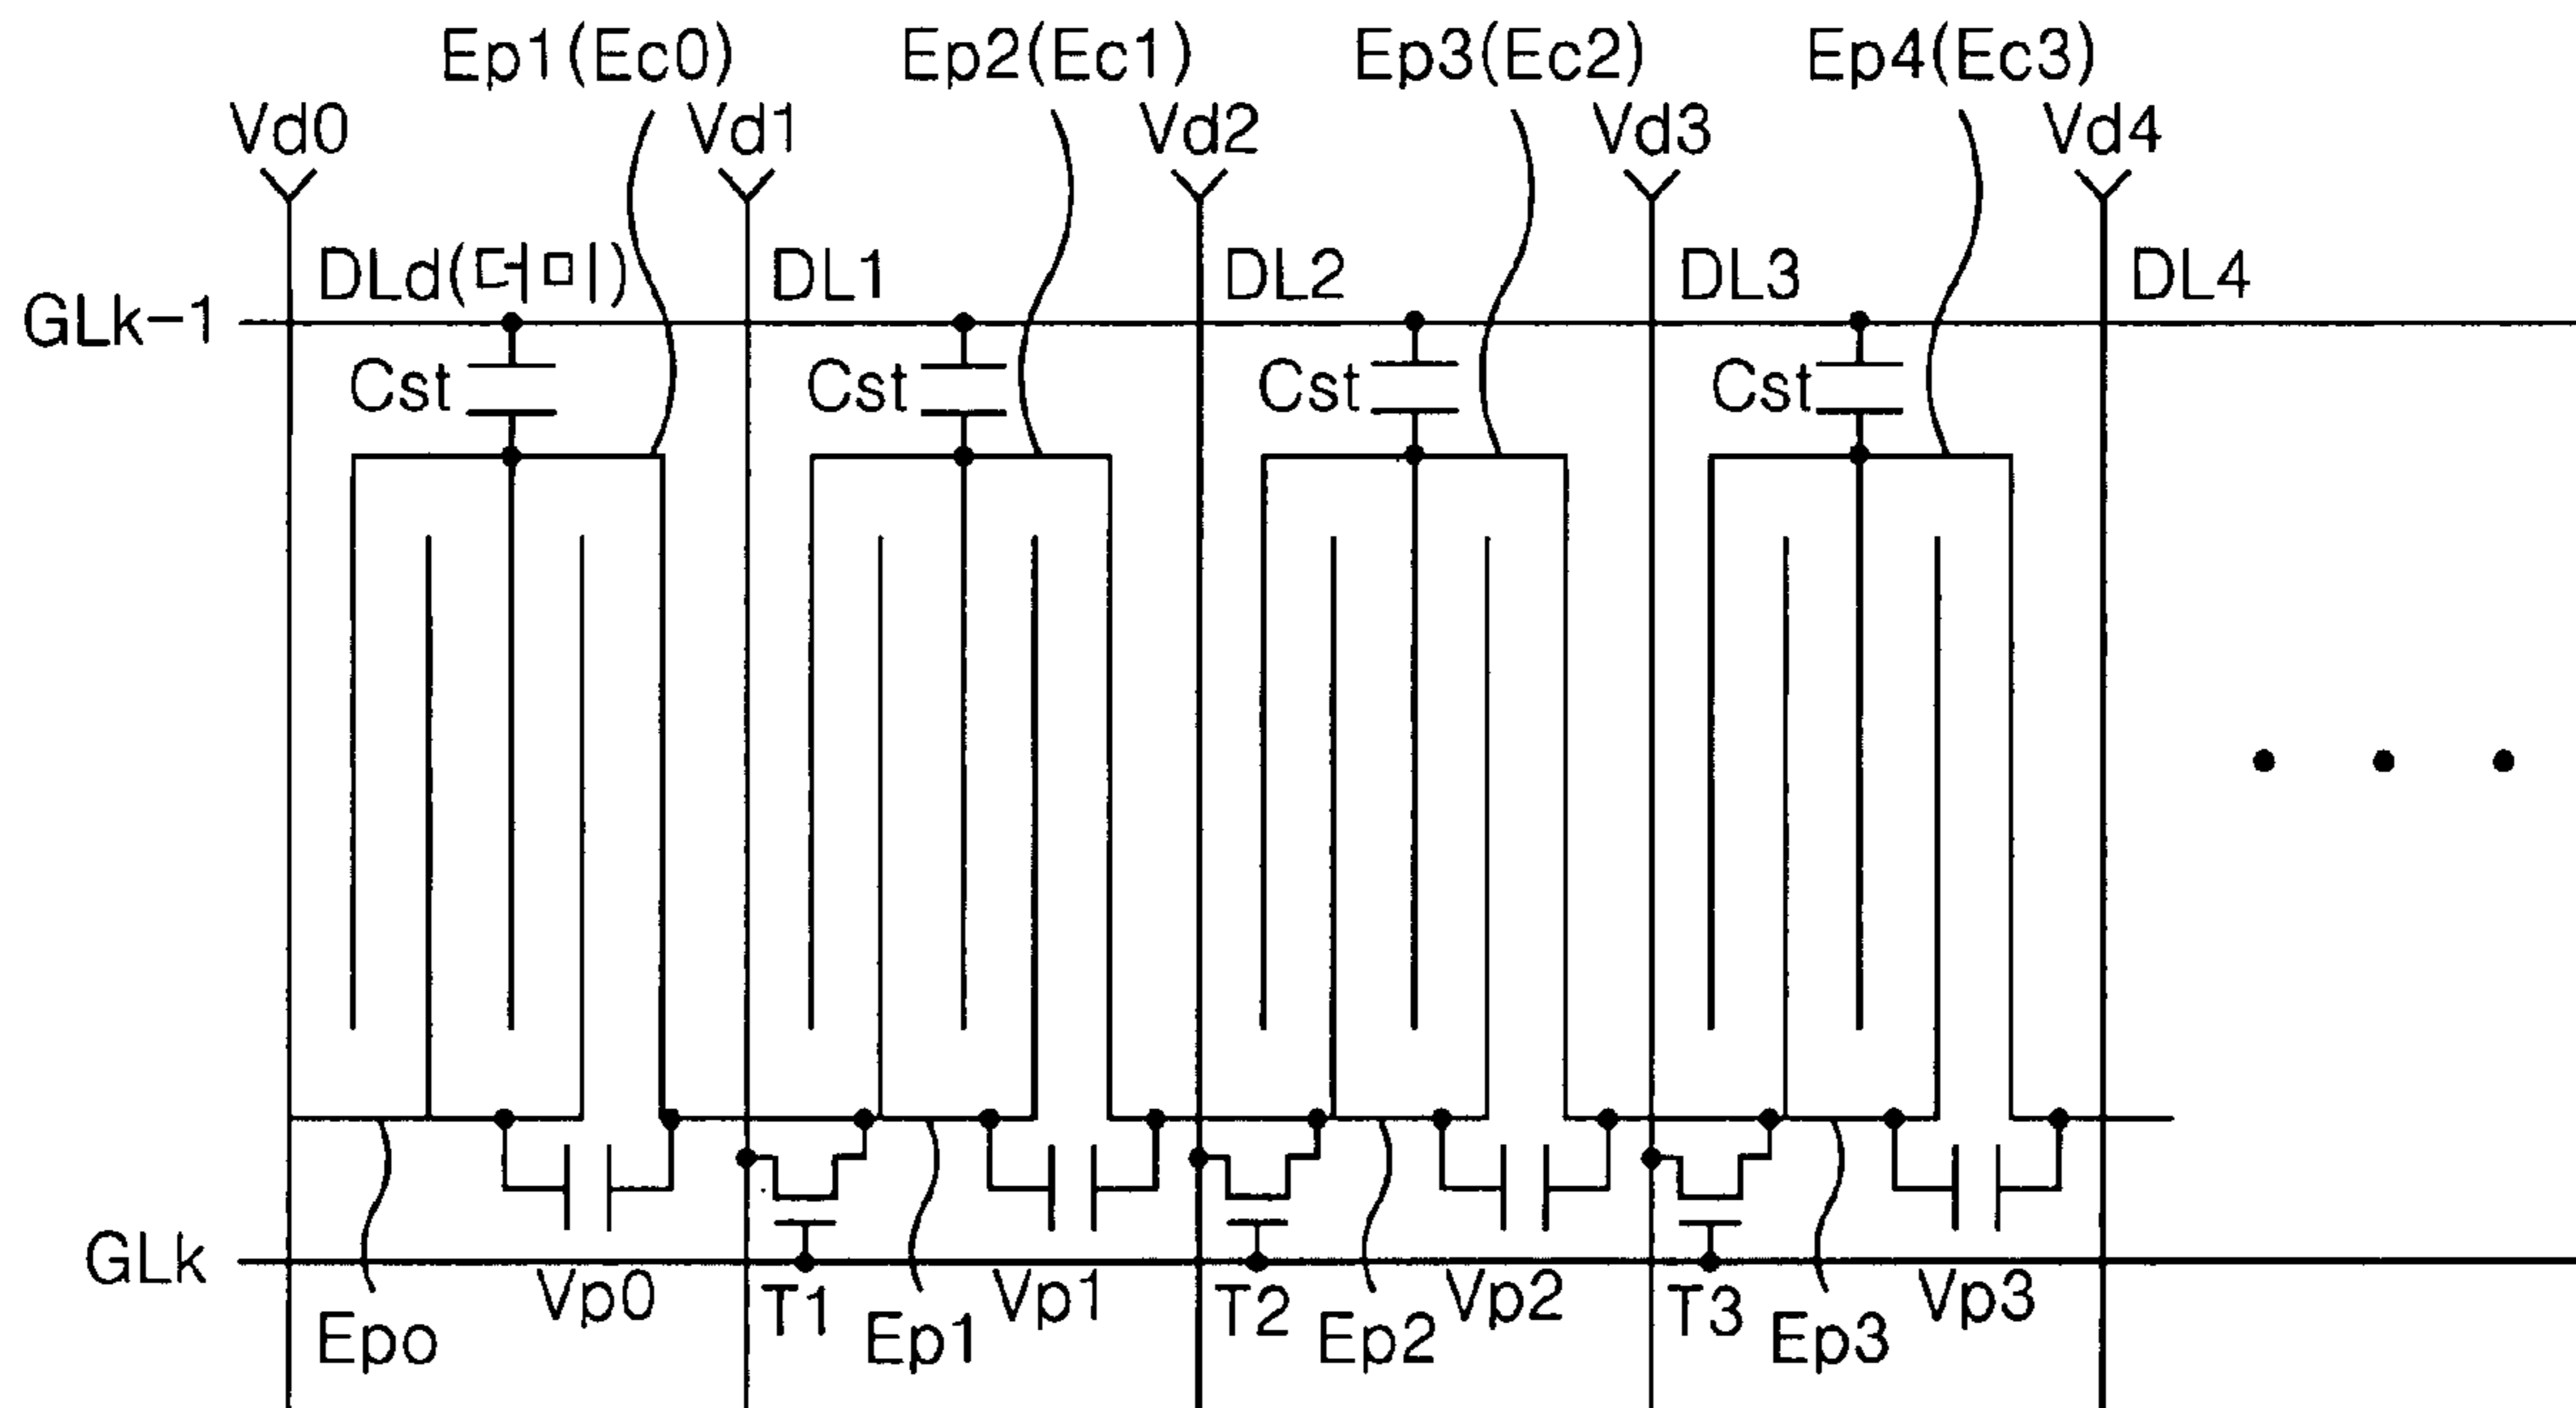 Ep1(Ec0) Ep2(Ec1) Ep3(Ec2) Ep4(Ec3)
Vd0 Vd1 Vd2 Vd3 Vd4
DLd(더미) DL1 DL2 DL3 DL4
GLk-1
Cst Cst Cst Cst
GLk
Vp0 T1 Vp1 T2 Vp2 T3 Vp3
Epo Ep1 Ep2 Ep3